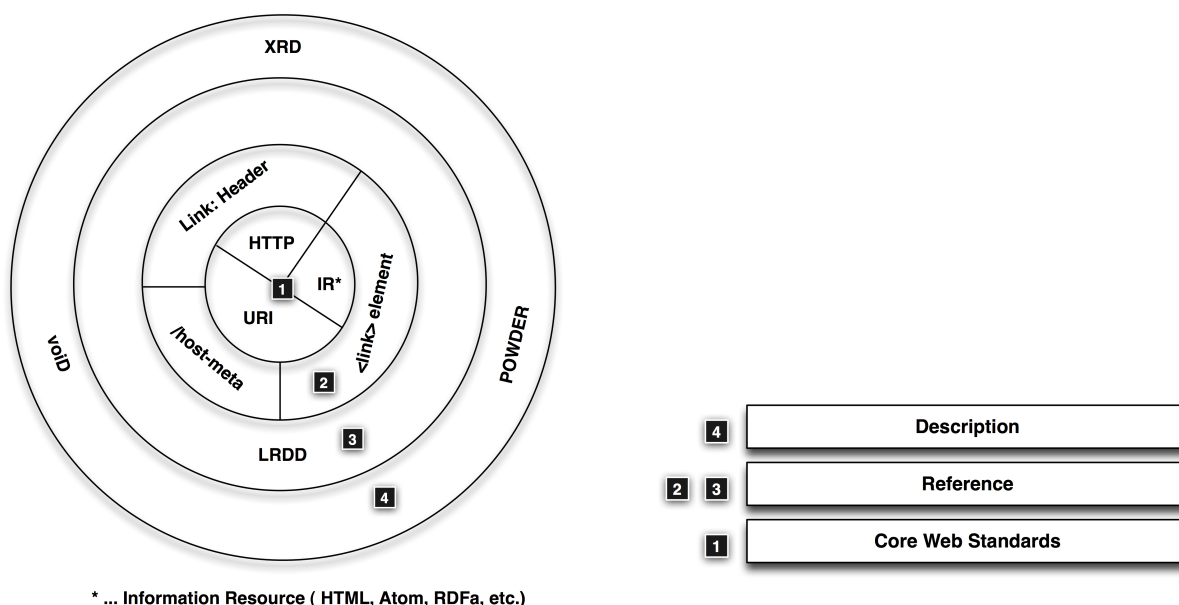 XRD
Link: Header
HTTP
IR*
1
URI
<link> element
/host-meta
2
voiD
POWDER
3
LRDD
4
4 Description
2 3 Reference
1 Core Web Standards
* ... Information Resource ( HTML, Atom, RDFa, etc.)